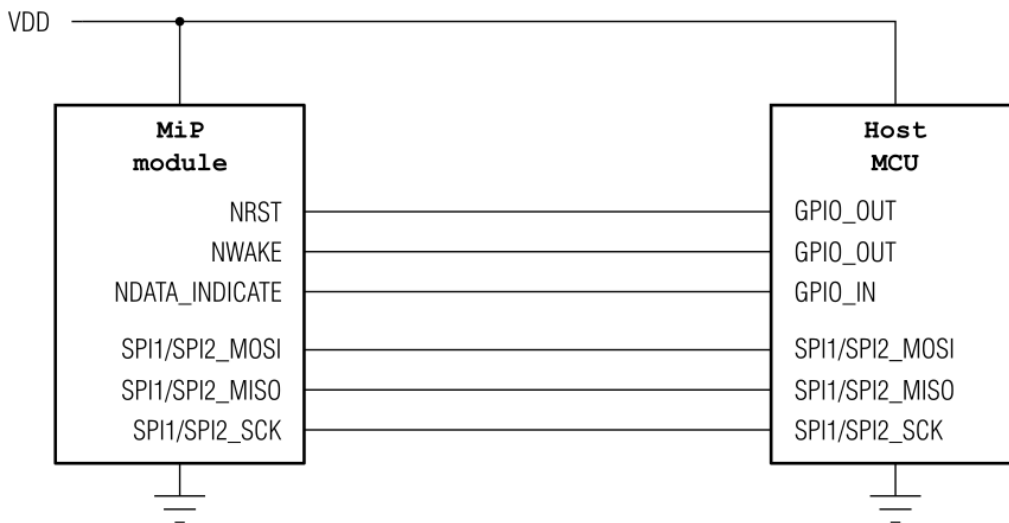 VDD
MiP
module
NRST
NWAKE
NDATA_INDICATE
SPI1/SPI2_MOSI
SPI1/SPI2_MISO
SPI1/SPI2_SCK
Host
MCU
GPIO_OUT
GPIO_OUT
GPIO_IN
SPI1/SPI2_MOSI
SPI1/SPI2_MISO
SPI1/SPI2_SCK